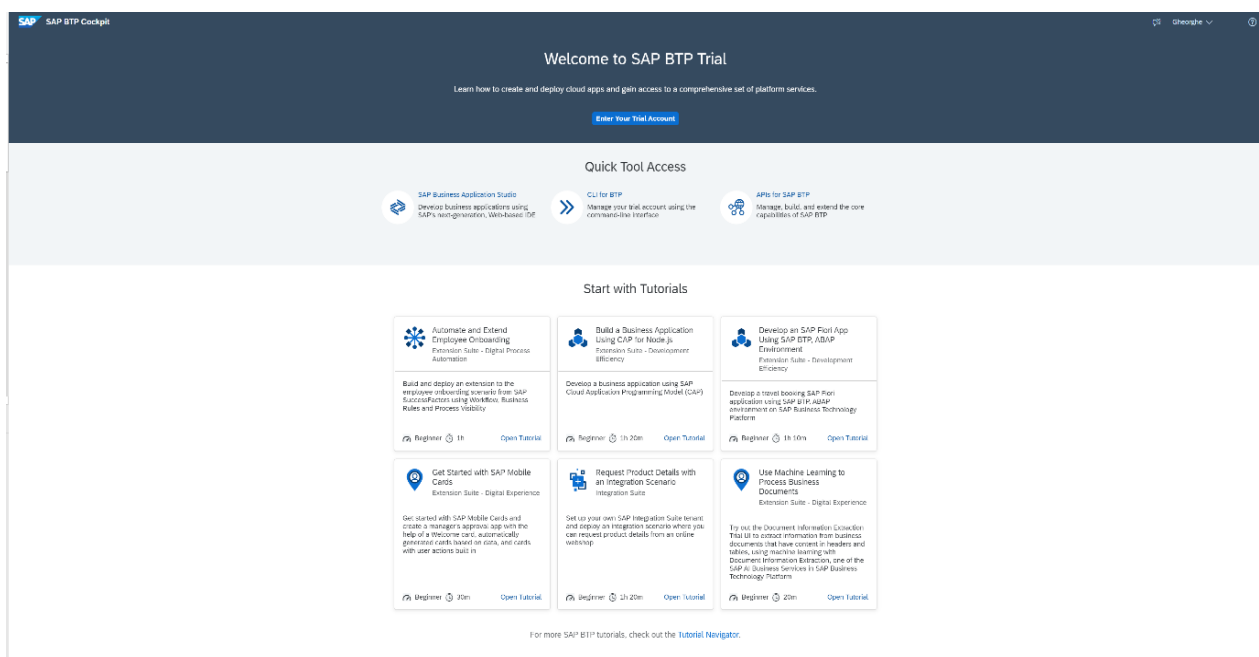 SAP SAP BTP Cockpit
Gheorghe
Welcome to SAP BTP Trial
Learn how to create and deploy cloud apps and gain access to a comprehensive set of platform services.
Enter Your Trial Account
Quick Tool Access
SAP Business Application Studio
Develop business applications using
SAP's next-generation, Web-based IDE
CLI for BTP
Manage your trial account using the
command-line interface
APIs for SAP BTP
Manage, build, and extend the core
capabilities of SAP BTP
Start with Tutorials
Automate and Extend
Employee Onboarding
Extension Suite - Digital Process
Automation
Build and deploy an extension to the
employee onboarding scenario from SAP
SuccessFactors using Workflow, Business
Rules and Process Visibility
Beginner 1h Open Tutorial
Build a Business Application
Using CAP for Node.js
Extension Suite - Development
Efficiency
Develop a business application using SAP
Cloud Application Programming Model (CAP)
Beginner 1h 20m Open Tutorial
Develop an SAP Fiori App
Using SAP BTP, ABAP
Environment
Extension Suite - Development
Efficiency
Develop a travel booking SAP Fiori
application using SAP BTP, ABAP
environment on SAP Business Technology
Platform
Beginner 1h 10m Open Tutorial
Get Started with SAP Mobile
Cards
Extension Suite - Digital Experience
Get started with SAP Mobile Cards and
create a manager's approval app with the
help of a Welcome card, automatically
generated cards based on data, and cards
with user actions built in
Beginner 30m Open Tutorial
Request Product Details with
an Integration Scenario
Integration Suite
Set up your own SAP Integration Suite tenant
and deploy an integration scenario where you
can request product details from an online
webshop
Beginner 1h 20m Open Tutorial
Use Machine Learning to
Process Business
Documents
Extension Suite - Digital Experience
Try out the Document Information Extraction
Trial UI to extract information from business
documents that have content in headers and
tables, using machine learning with
Document Information Extraction, one of the
SAP AI Business Services in SAP Business
Technology Platform
Beginner 20m Open Tutorial
For more SAP BTP tutorials, check out the Tutorial Navigator.